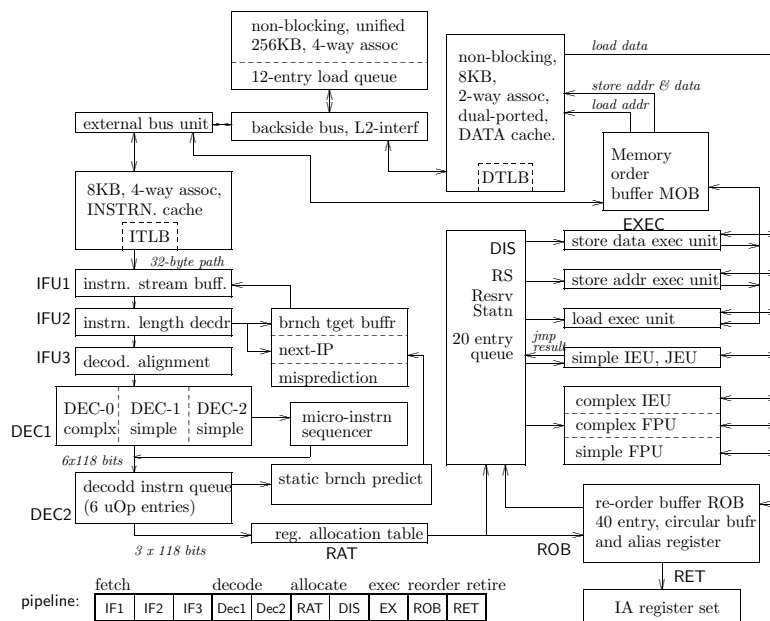 non-blocking, unified
256KB, 4-way assoc
12-entry load queue
non-blocking,
8KB,
2-way assoc,
dual-ported,
DATA cache.
DTLB
load data
store addr & data
load addr
external bus unit
backside bus, L2-interf
Memory
order
buffer MOB
EXEC
8KB, 4-way assoc,
INSTRN. cache
ITLB
32-byte path
IFU1
instrn. stream buff.
IFU2
instrn. length decdr
IFU3
decod. alignment
brnch tget buffr
next-IP
misprediction
DIS
RS
Resrv
Statn
20 entry
queue
store data exec unit
store addr exec unit
load exec unit
jmp
result
simple IEU, JEU
complex IEU
complex FPU
simple FPU
DEC1
DEC-0
complx
DEC-1
simple
DEC-2
simple
micro-instrn
sequencer
6x118 bits
DEC2
decodd instrn queue
(6 uOp entries)
static brnch predict
3 x 118 bits
reg. allocation table
RAT
ROB
re-order buffer ROB
40 entry, circular bufr
and alias register
RET
IA register set
fetch decode allocate exec reorder retire
pipeline: IF1 IF2 IF3 Dec1 Dec2 RAT DIS EX ROB RET